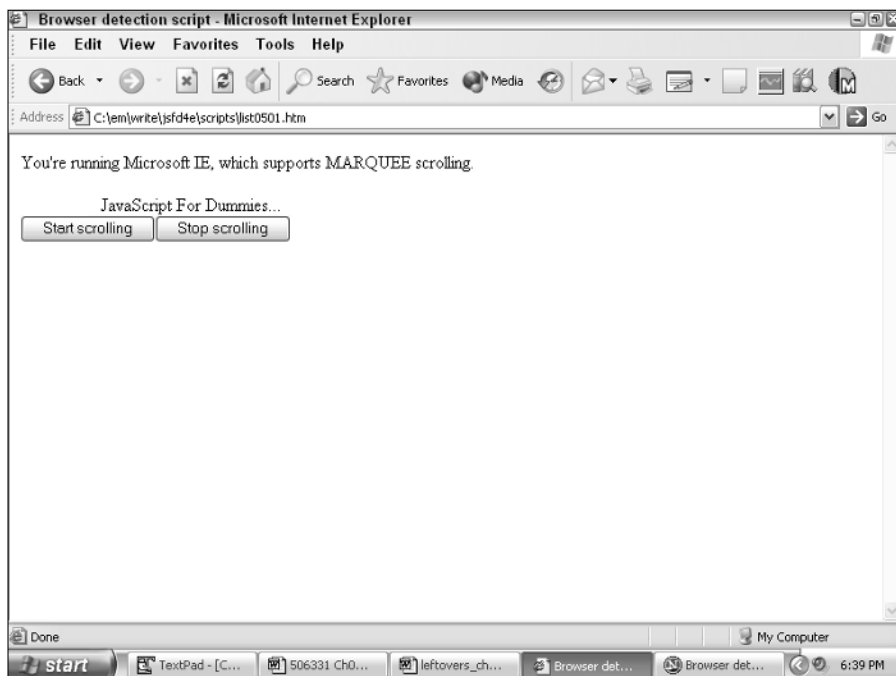 Browser detection script - Microsoft Internet Explorer
File Edit View Favorites Tools Help
Back Search Favorites Media
Address C:\em\write\jsfd4e\scripts\list0501.htm Go
You're running Microsoft IE, which supports MARQUEE scrolling.
JavaScript For Dummies...
Start scrolling Stop scrolling
Done My Computer
start TextPad - [C... 506331 Ch0... leftovers_ch... Browser det... Browser det... 6:39 PM